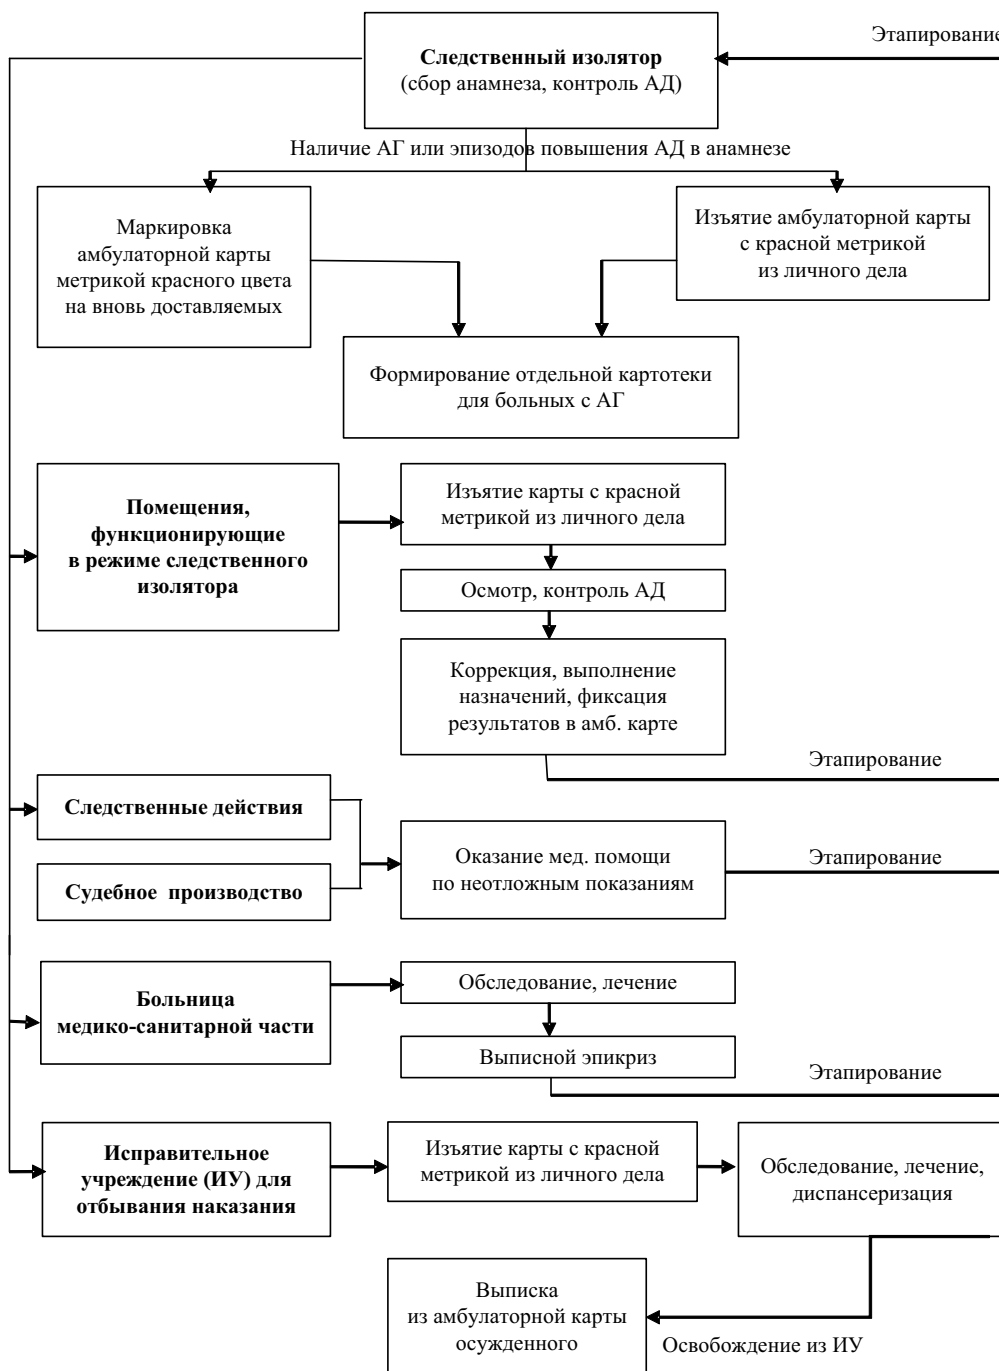 Этапирование
Следственный изолятор
(сбор анамнеза, контроль АД)
Наличие АГ или эпизодов повышения АД в анамнезе
Маркировка
амбулаторной карты
метрикой красного цвета
на вновь доставляемых
Изъятие амбулаторной карты
с красной метрикой
из личного дела
Формирование отдельной картотеки
для больных с АГ
Помещения,
функционирующие
в режиме следственного
изолятора
Изъятие карты с красной
метрикой из личного дела
Осмотр, контроль АД
Коррекция, выполнение
назначений, фиксация
результатов в амб. карте
Этапирование
Следственные действия
Судебное производство
Оказание мед. помощи
по неотложным показаниям
Этапирование
Больница
медико-санитарной части
Обследование, лечение
Выписной эпикриз
Этапирование
Исправительное
учреждение (ИУ) для
отбывания наказания
Изъятие карты с красной
метрикой из личного дела
Обследование, лечение,
диспансеризация
Выписка
из амбулаторной карты
осужденного
Освобождение из ИУ